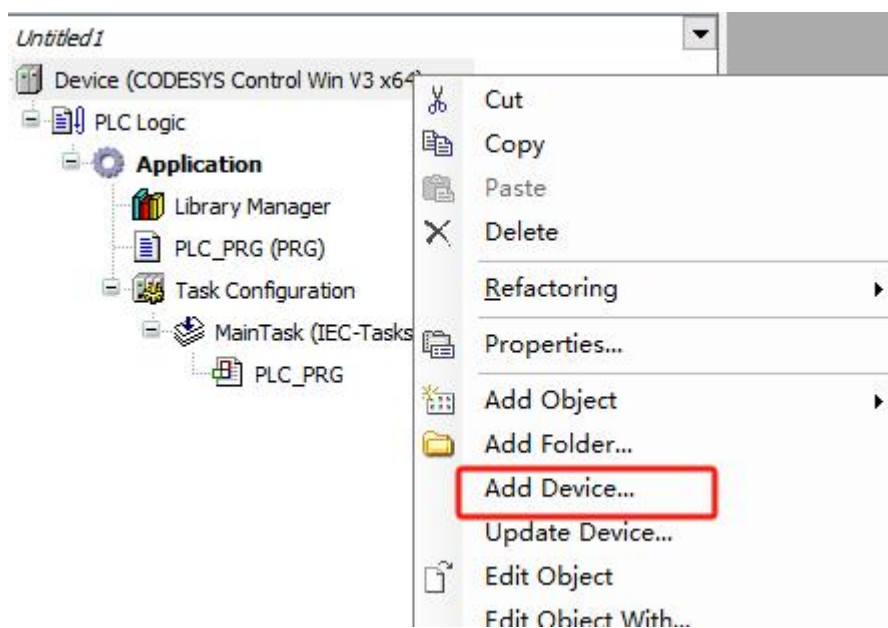 Untitled1
Device (CODESYS Control Win V3 x64)
PLC Logic
Application
Library Manager
PLC_PRG (PRG)
Task Configuration
MainTask (IEC-Tasks
PLC_PRG
Cut
Copy
Paste
Delete
Refactoring
Properties...
Add Object
Add Folder...
Add Device...
Update Device...
Edit Object
Edit Object With...